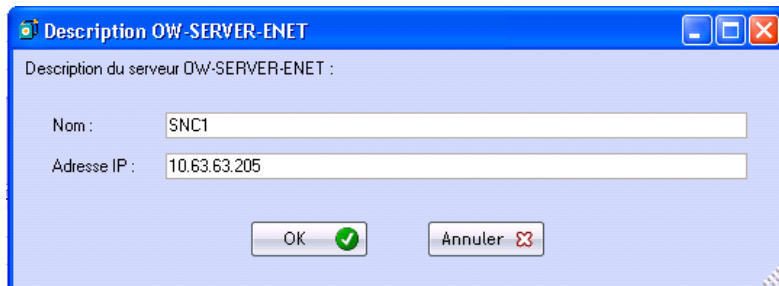 Description OW-SERVER-ENET
Description du serveur OW-SERVER-ENET :
Nom : SNC1
Adresse IP : 10.63.63.205
OK Annuler